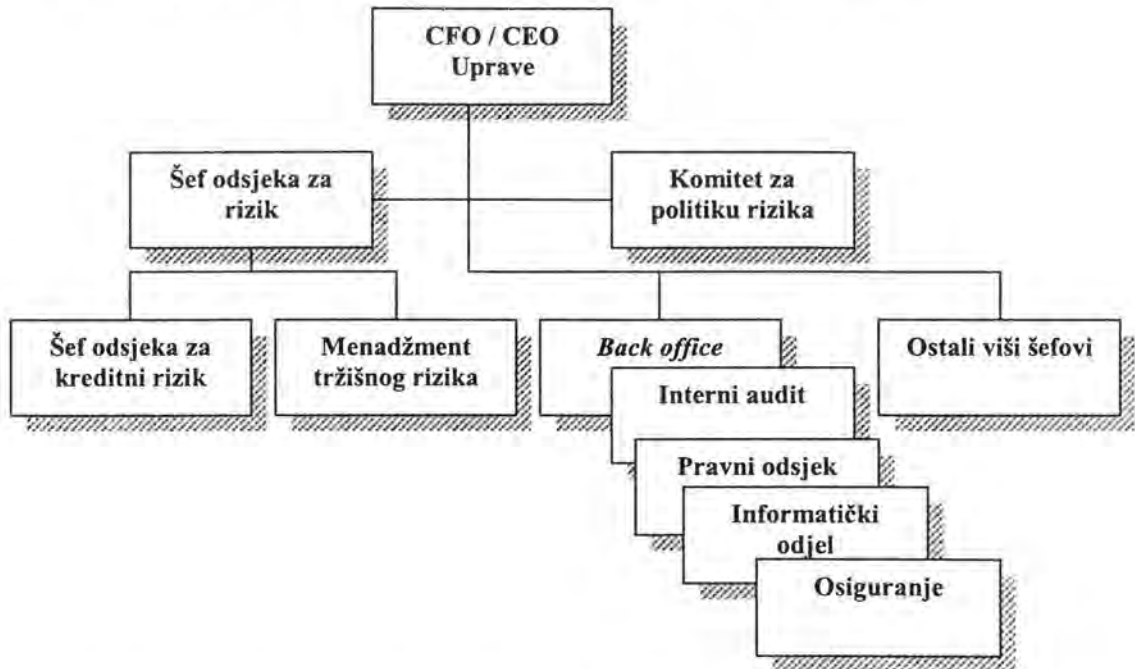 CFO / CEO
Uprave
Šef odsjeka za
rizik
Komitet za
politiku rizika
Šef odsjeka za
kreditni rizik
Menadžment
tržišnog rizika
Back office
Ostali viši šefovi
Interni audit
Pravni odsjek
Informatički
odjel
Osiguranje